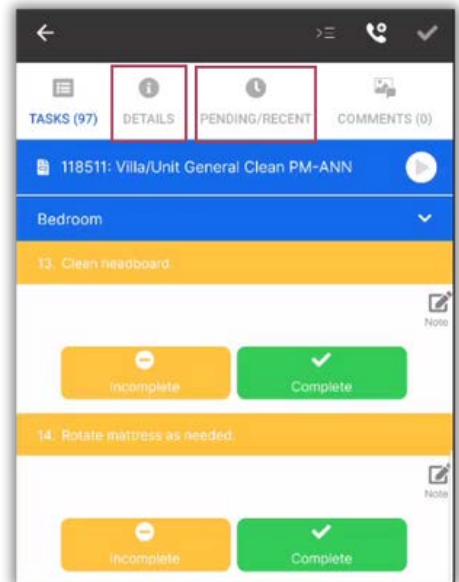 TASKS (97) DETAILS PENDING/RECENT COMMENTS (0)
118511: Villa/Unit General Clean PM-ANN
Bedroom
13. Clean headboard.
Note
Incomplete Complete
14. Rotate mattress as needed.
Note
Incomplete Complete